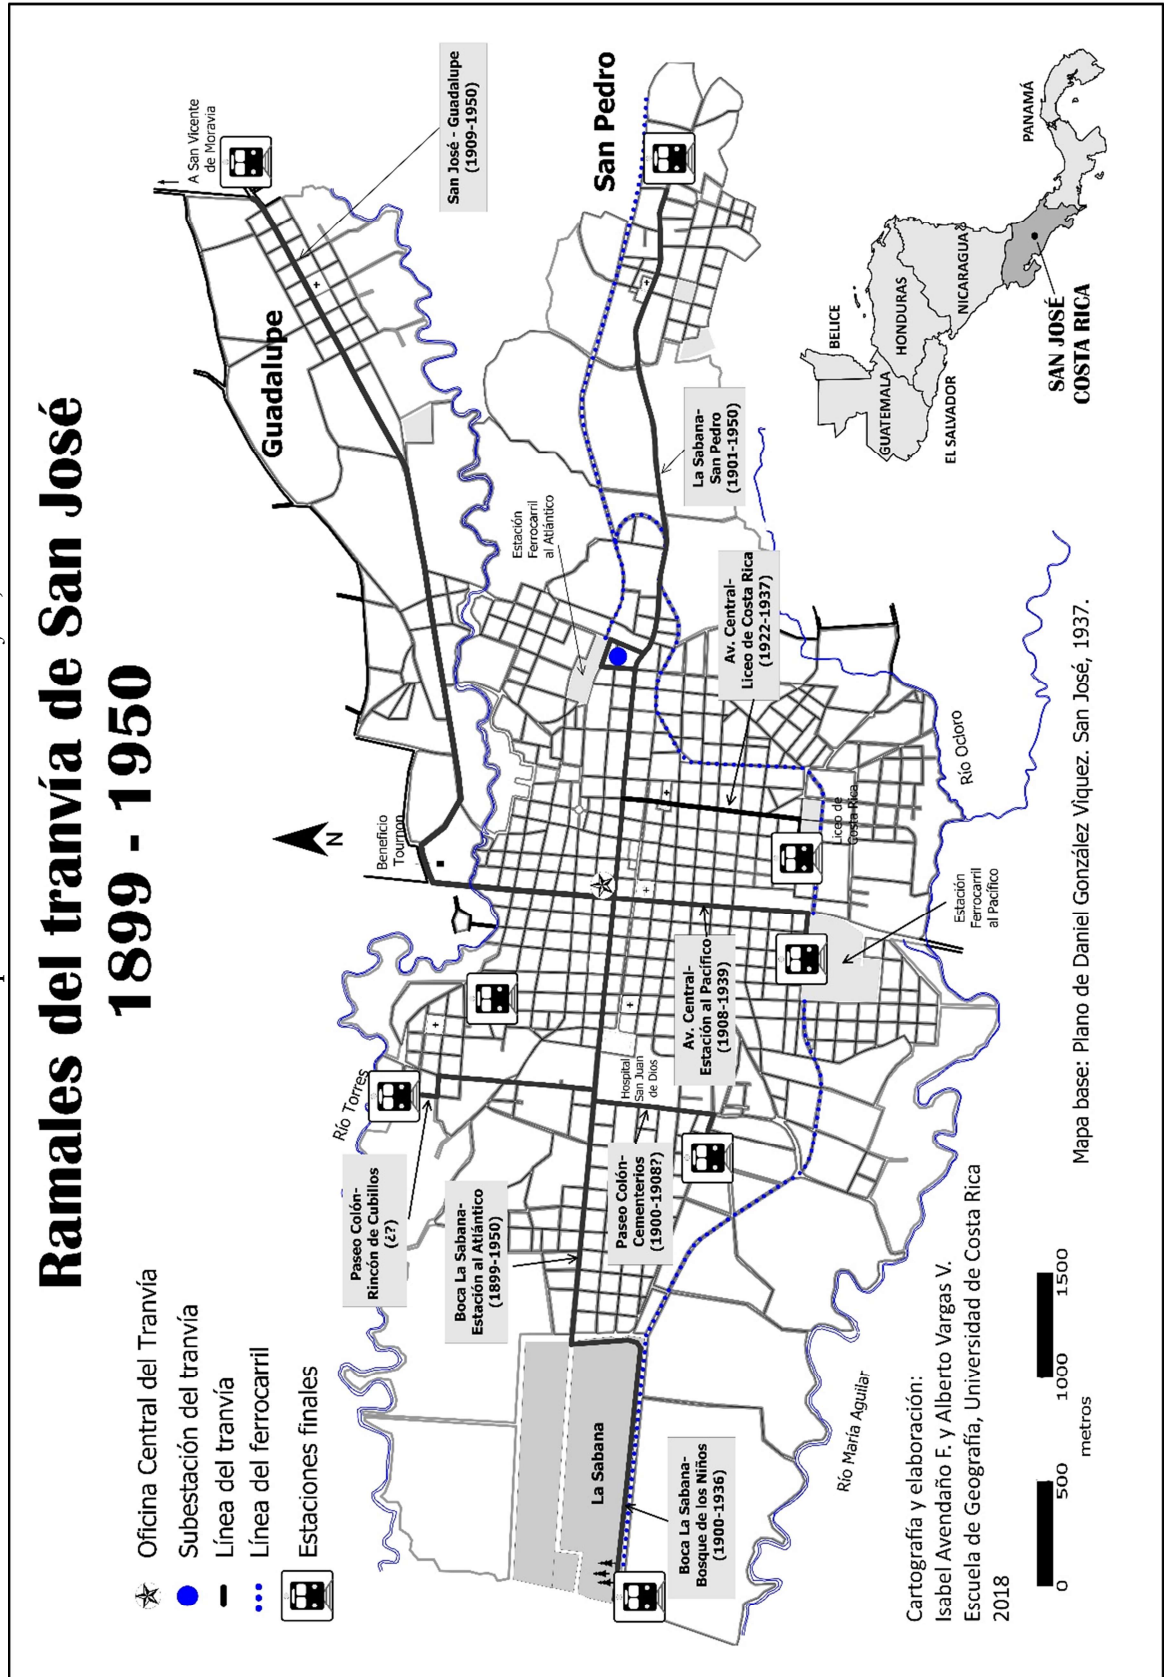 Ramales del tranvía de San José
1899 - 1950
Oficina Central del Tranvía
Subestación del tranvía
Línea del tranvía
Línea del ferrocarril
Estaciones finales
N
A San Vicente
de Moravia
Guadalupe
San José - Guadalupe
(1909-1950)
San Pedro
Beneficio
Tournon
Estación
Ferrocarril
al Atlántico
Río Torres
Paseo Colón-
Rincón de Cubillos
(¿?)
Boca La Sabana-
Estación al Atlántico
(1899-1950)
Hospital
San Juan
de Dios
Paseo Colón-
Cementerios
(1900-1908?)
Av. Central-
Estación al Pacífico
(1908-1939)
Av. Central-
Liceo de Costa Rica
(1922-1937)
La Sabana-
San Pedro
(1901-1950)
Liceo de
Costa Rica
Estación
Ferrocarril
al Pacífico
Río Ocloro
La Sabana
Boca La Sabana-
Bosque de los Niños
(1900-1936)
Río María Aguilar
BELICE
GUATEMALA
HONDURAS
EL SALVADOR
NICARAGUA
PANAMÁ
SAN JOSÉ
COSTA RICA
Cartografía y elaboración:
Isabel Avendaño F. y Alberto Vargas V.
Escuela de Geografía, Universidad de Costa Rica
2018
0 500 1000 1500
metros
Mapa base: Plano de Daniel González Víquez. San José, 1937.